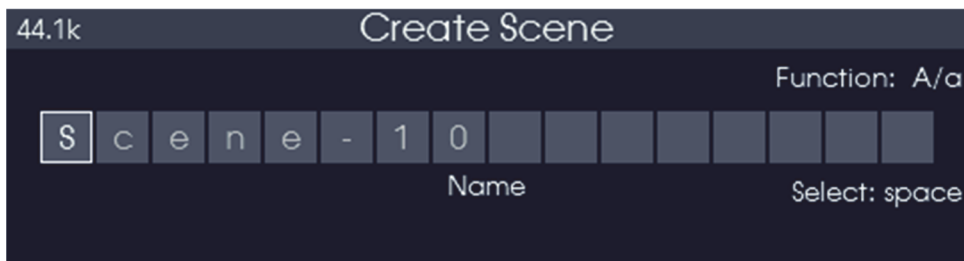 44.1k Create Scene
Function: A/a
Scene-10
Name
Select: space